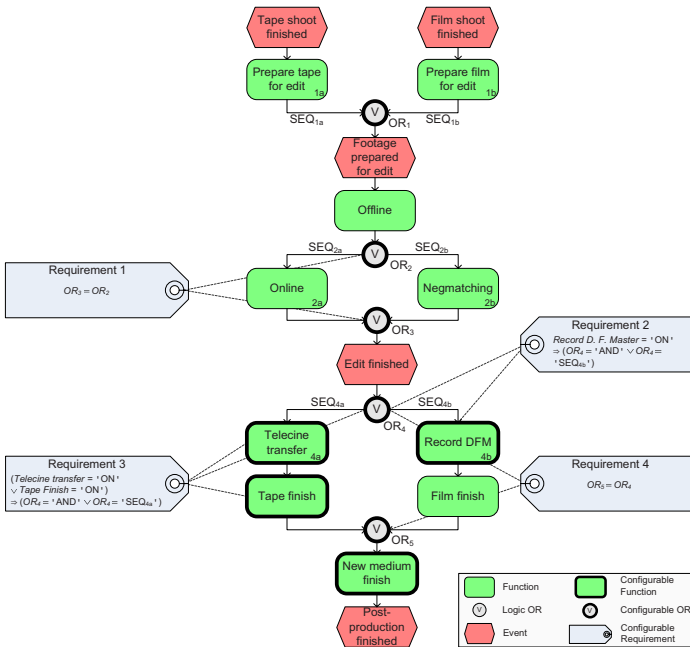 Tape shoot
finished
Film shoot
finished
Prepare tape
for edit
1a
Prepare film
for edit
1b
SEQ1a
V
OR1
SEQ1b
Footage
prepared
for edit
Offline
SEQ2a
V
OR2
SEQ2b
Requirement 1
OR3 = OR2
Online
2a
Negmatching
2b
V
OR3
Requirement 2
Record D. F. Master = 'ON'
⇒ (OR4 = 'AND' ∨ OR4 =
'SEQ4b')
Edit finished
SEQ4a
V
OR4
SEQ4b
Telecine
transfer
4a
Record DFM
4b
Requirement 3
(Telecine transfer = 'ON'
∨ Tape Finish = 'ON')
⇒ (OR4 = 'AND' ∨ OR4 = 'SEQ4a')
Requirement 4
OR5 = OR4
Tape finish
Film finish
V
OR5
New medium
finish
Post-
production
finished
Function
Configurable
Function
V
Logic OR
V
Configurable OR
Event
Configurable
Requirement